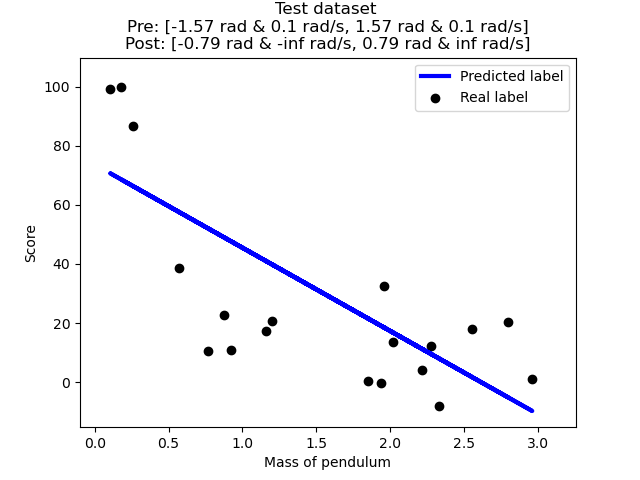 Test dataset
Pre: [-1.57 rad & 0.1 rad/s, 1.57 rad & 0.1 rad/s]
Post: [-0.79 rad & -inf rad/s, 0.79 rad & inf rad/s]
Predicted label
Real label
100
80
60
40
20
0
Score
0.0 0.5 1.0 1.5 2.0 2.5 3.0
Mass of pendulum